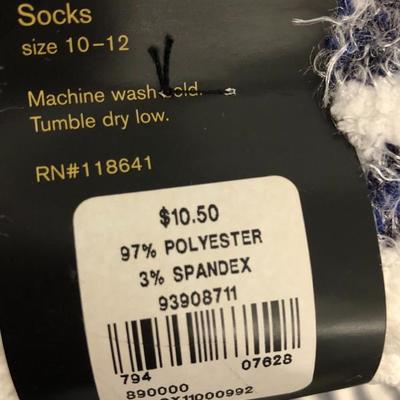 Socks
size 10–12
Machine wash cold.
Tumble dry low.
RN#118641
$10.50
97% POLYESTER
3% SPANDEX
93908711
794 07628
890000